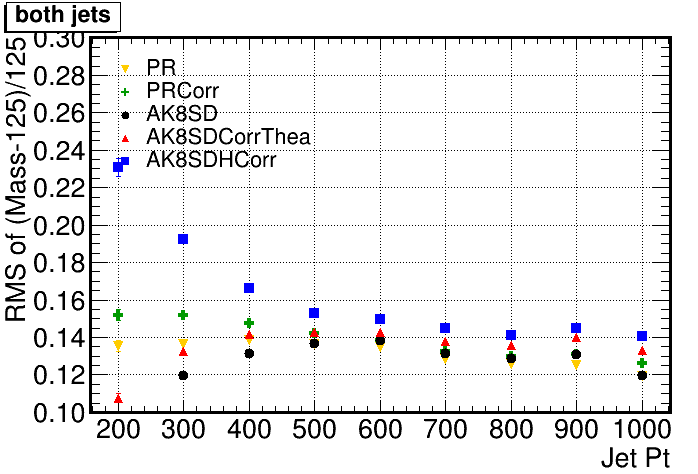 both jets
RMS of (Mass-125)/125
0.30
0.28
0.26
0.24
0.22
0.20
0.18
0.16
0.14
0.12
0.10
PR
PRCorr
AK8SD
AK8SDCorrThea
AK8SDHCorr
200 300 400 500 600 700 800 900 1000
Jet Pt